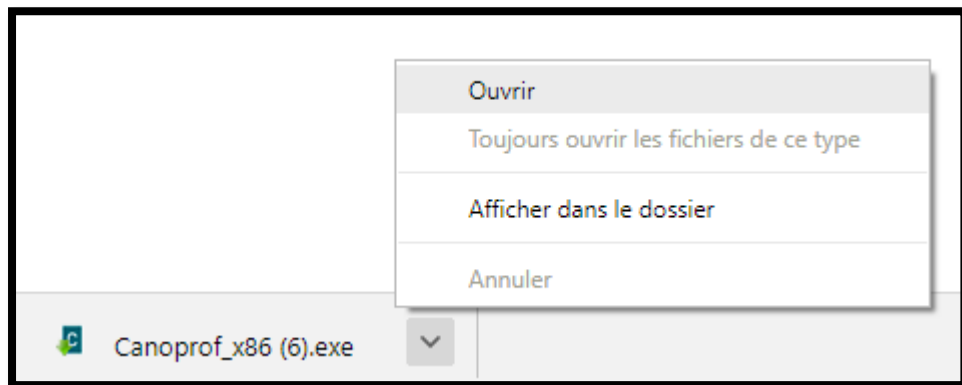 Ouvrir
Toujours ouvrir les fichiers de ce type
Afficher dans le dossier
Annuler
Canoprof_x86 (6).exe